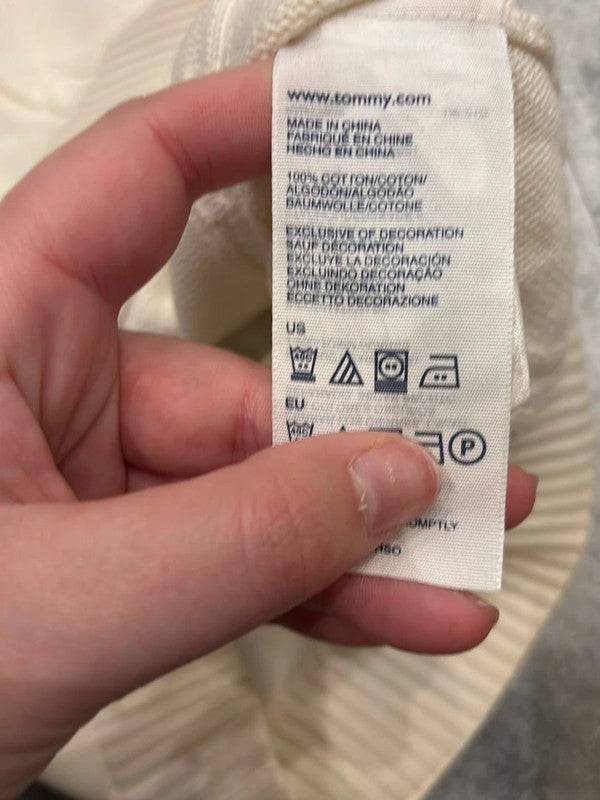 www.tommy.com
MADE IN CHINA
FABRIQUÉ EN CHINE
HECHO EN CHINA
100% COTTON/COTON/
ALGODÓN/ALGODÃO
BAUMWOLLE/COTONE
EXCLUSIVE OF DECORATION
SAUF DÉCORATION
EXCLUYE LA DECORACIÓN
EXCLUINDO DECORAÇÃO
OHNE DEKORATION
ECCETTO DECORAZIONE
US
EU
P
OMPTLY